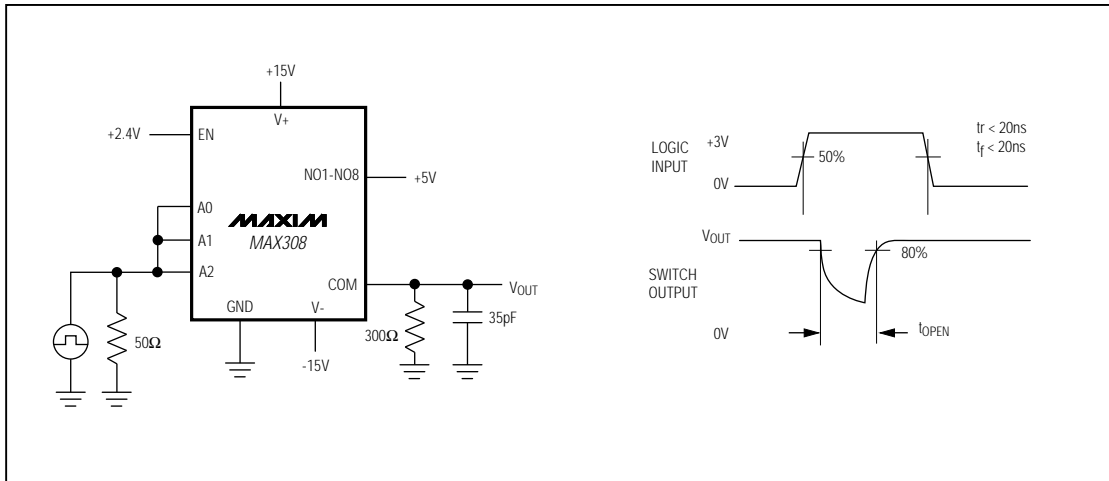 +15V
V+
+2.4V
EN
NO1-NO8
+5V
A0
MAXIM
A1
MAX308
A2
COM
VOUT
GND
V-
50Ω
300Ω
35pF
-15V
LOGIC
INPUT
+3V
50%
0V
tr < 20ns
tf < 20ns
VOUT
80%
SWITCH
OUTPUT
0V
tOPEN